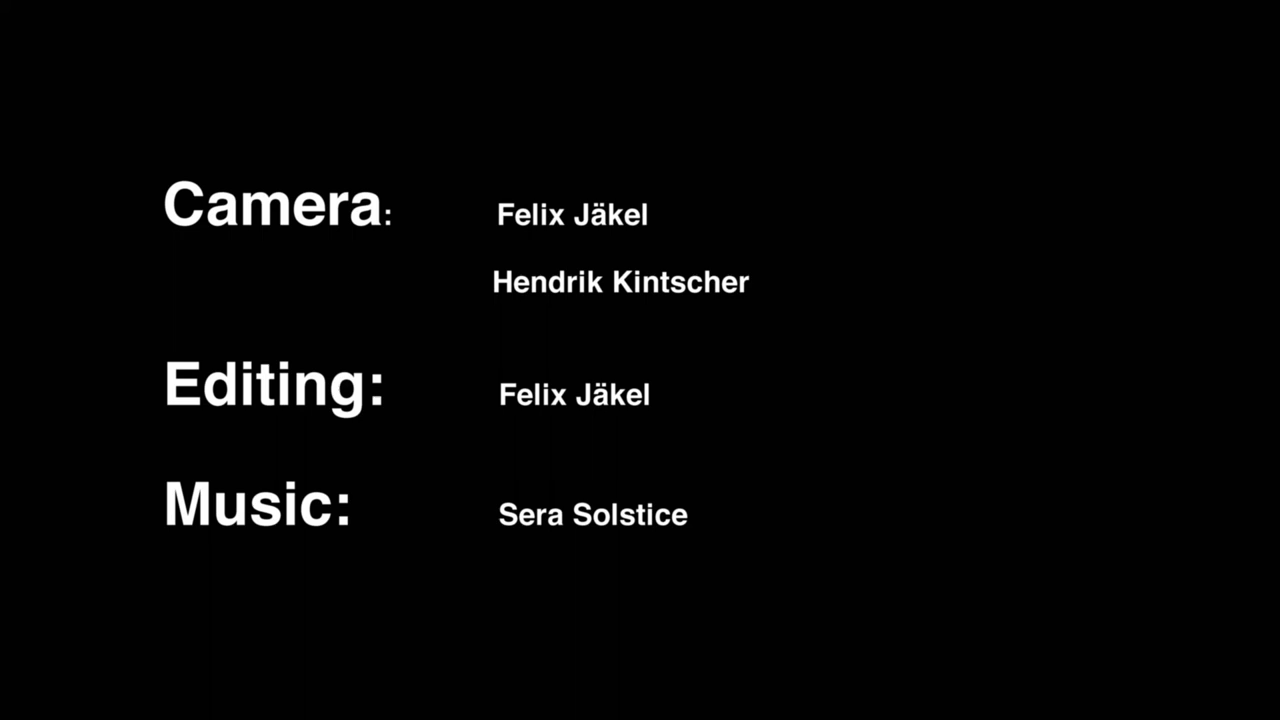 Camera: Felix Jäkel
Hendrik Kintscher
Editing: Felix Jäkel
Music: Sera Solstice